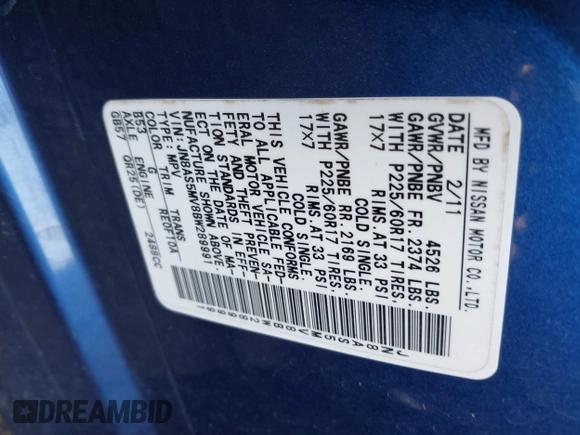 MFD BY NISSAN MOTOR CO.,LTD.
DATE 2/11
GVWR/PNBV 4526 LBS.
GAWR/PNBE FR. 2374 LBS.
WITH P225/60R17 TIRES,
17X7 RIMS.AT 33 PSI
COLD SINGLE.
GAWR/PNBE RR. 2169 LBS.
WITH P225/60R17 TIRES,
17X7 RIMS.AT 33 PSI
COLD SINGLE.
THIS VEHICLE CONFORMS
TO ALL APPLICABLE FED-
ERAL MOTOR VEHICLE SA-
FETY AND THEFT PREVEN-
TION STANDARDS IN EFF-
ECT ON THE DATE OF MA-
NUFACTURE SHOWN ABOVE.
VIN:JN8AS5MV8BW289991
TYPE: MPV
COLOR TRIM TRANS
B53 G RE0F10A
AXLE ENGINE
GB57 QR25(DE) 2488CC
JN8AS5MV8BW289991
DREAMBID